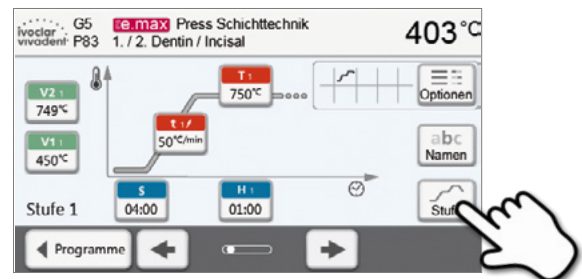 ivoclar vivadent G5 P83
e.max Press Schichttechnik
1. / 2. Dentin / Incisal
403 °C
V2 1
749°C
V1 1
450°C
T 1
750°C
t 1
50°C/min
S
04:00
H 1
01:00
Stufe 1
Optionen
abc
Namen
Programme